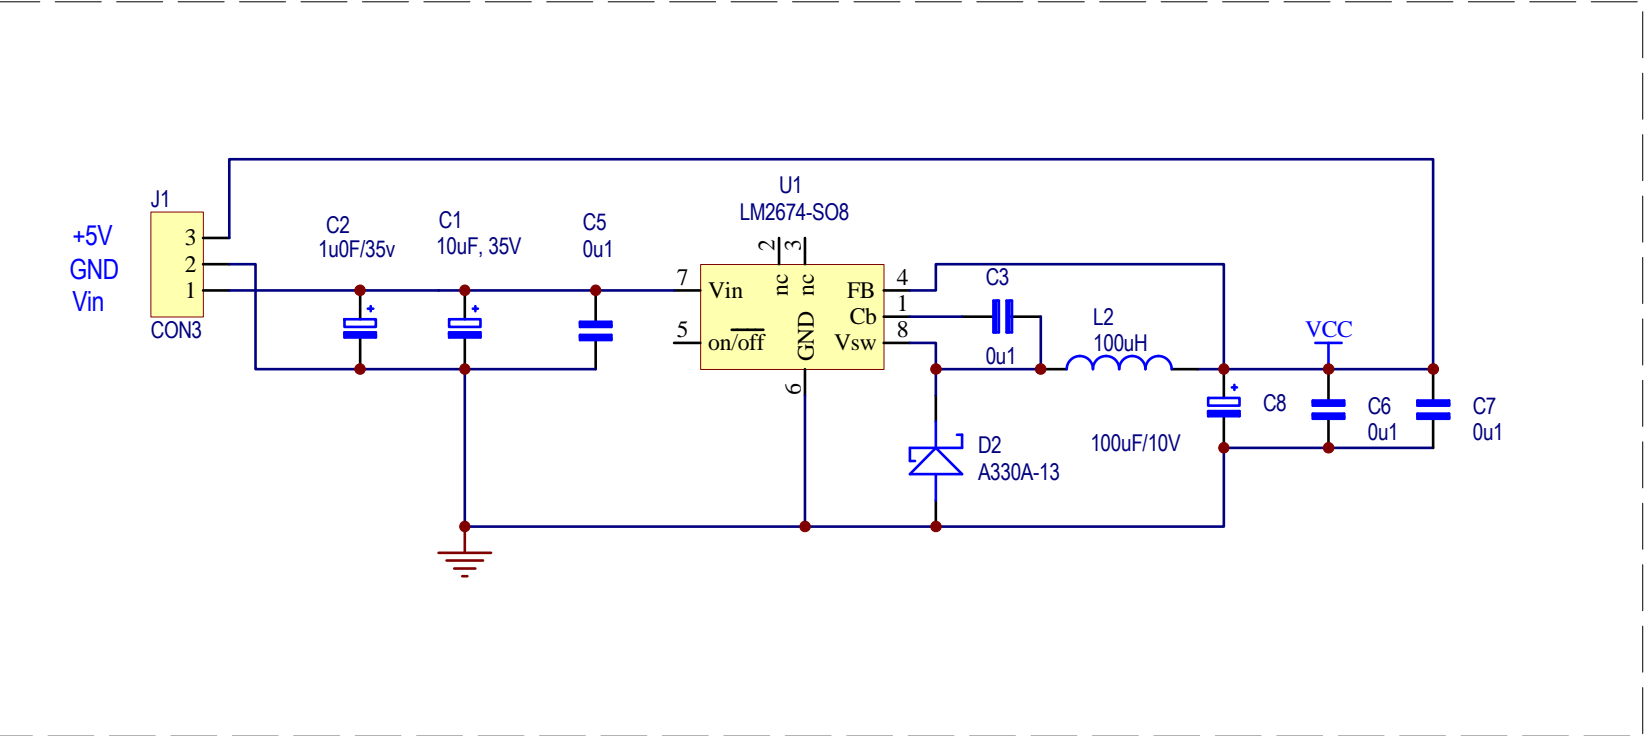 J1
+5V
GND
Vin
3
2
1
CON3
C2
1u0F/35v
C1
10uF, 35V
C5
0u1
U1
LM2674-SO8
2
3
nc
nc
7
Vin
5
on/off
GND
6
FB
4
Cb
1
Vsw
8
C3
0u1
L2
100uH
VCC
D2
A330A-13
C8
100uF/10V
C6
0u1
C7
0u1